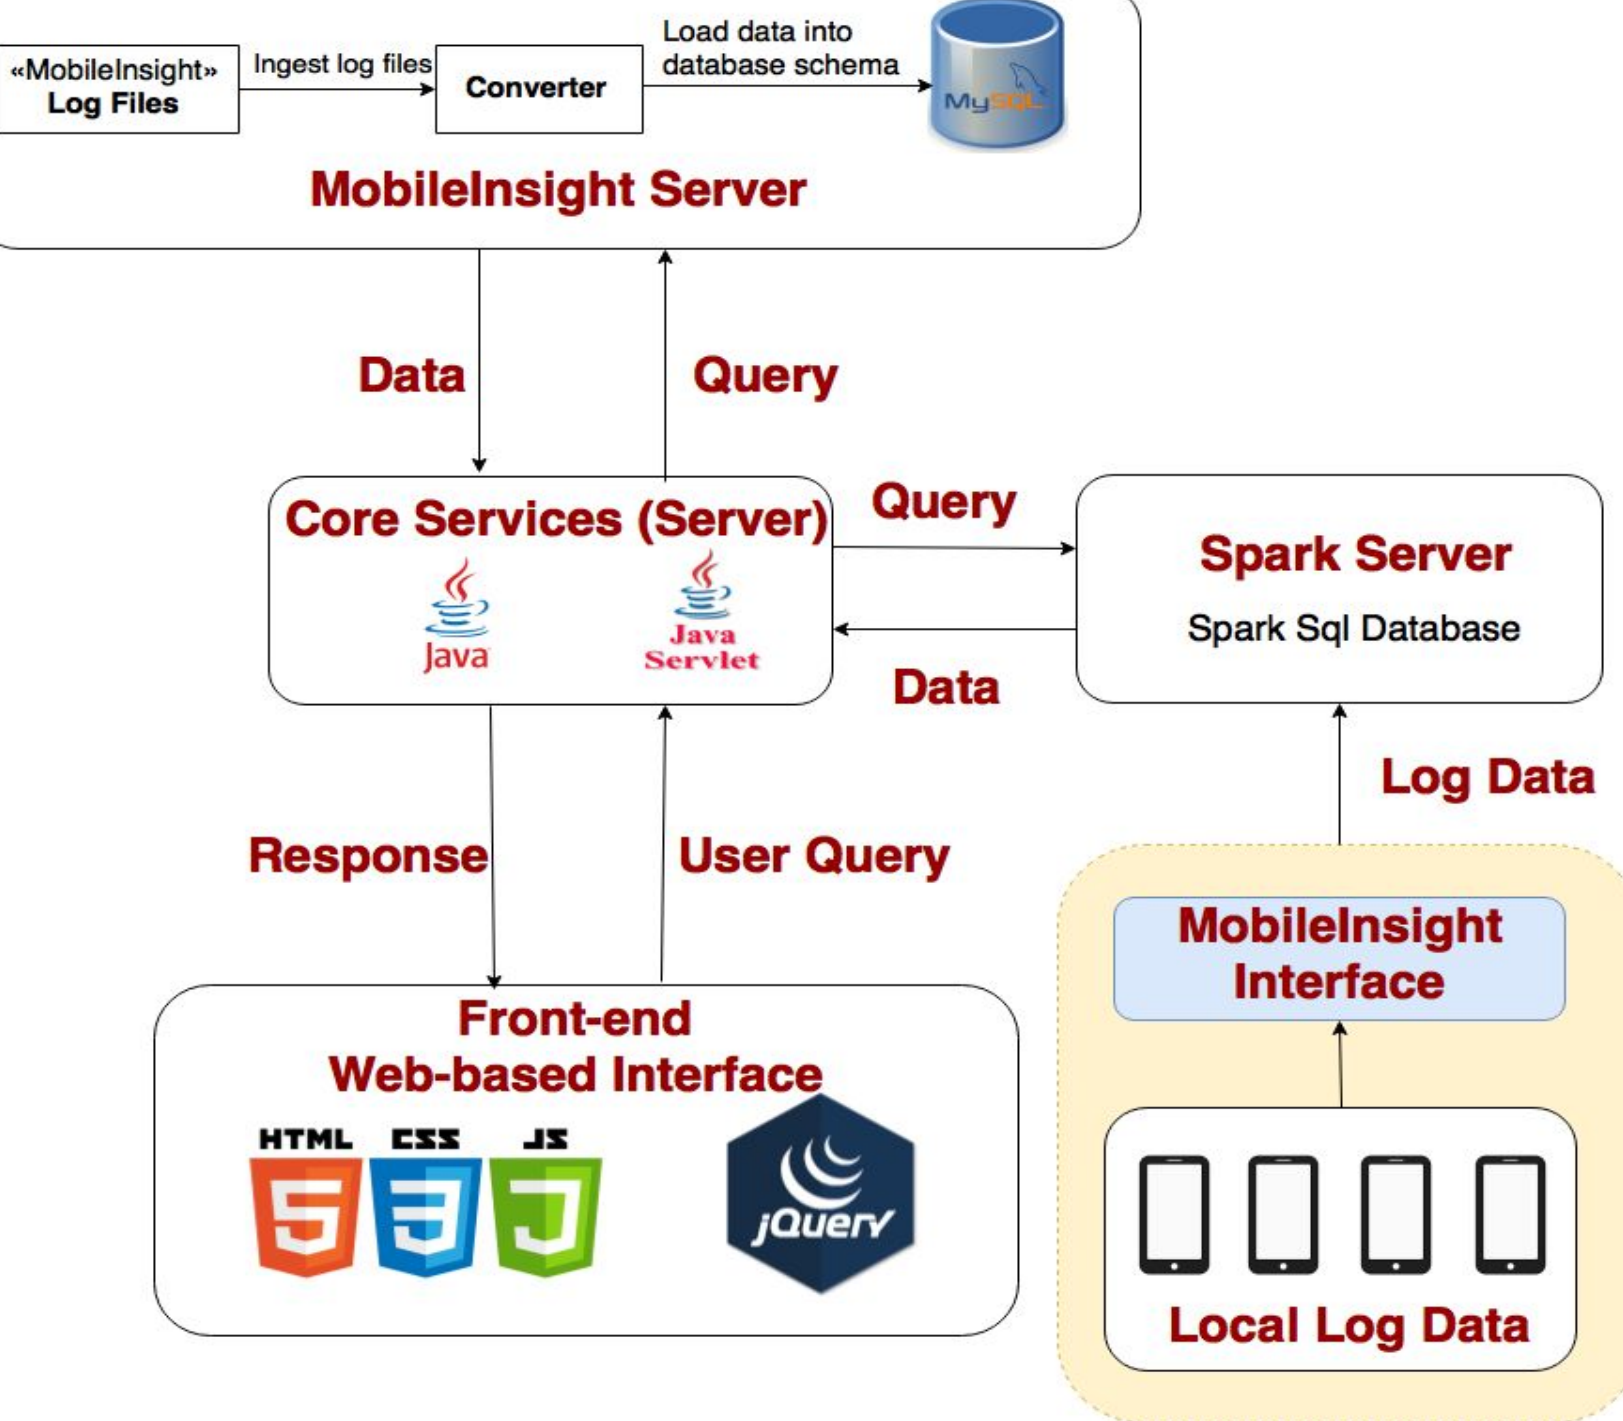 «MobileInsight»
Log Files
Ingest log files
Converter
Load data into
database schema
MySQL
MobileInsight Server
Data
Query
Core Services (Server)
Java
Java
Servlet
Query
Data
Spark Server
Spark Sql Database
Response
User Query
Log Data
Front-end
Web-based Interface
HTML
CSS
JS
5
3
J
jQuery
MobileInsight
Interface
Local Log Data